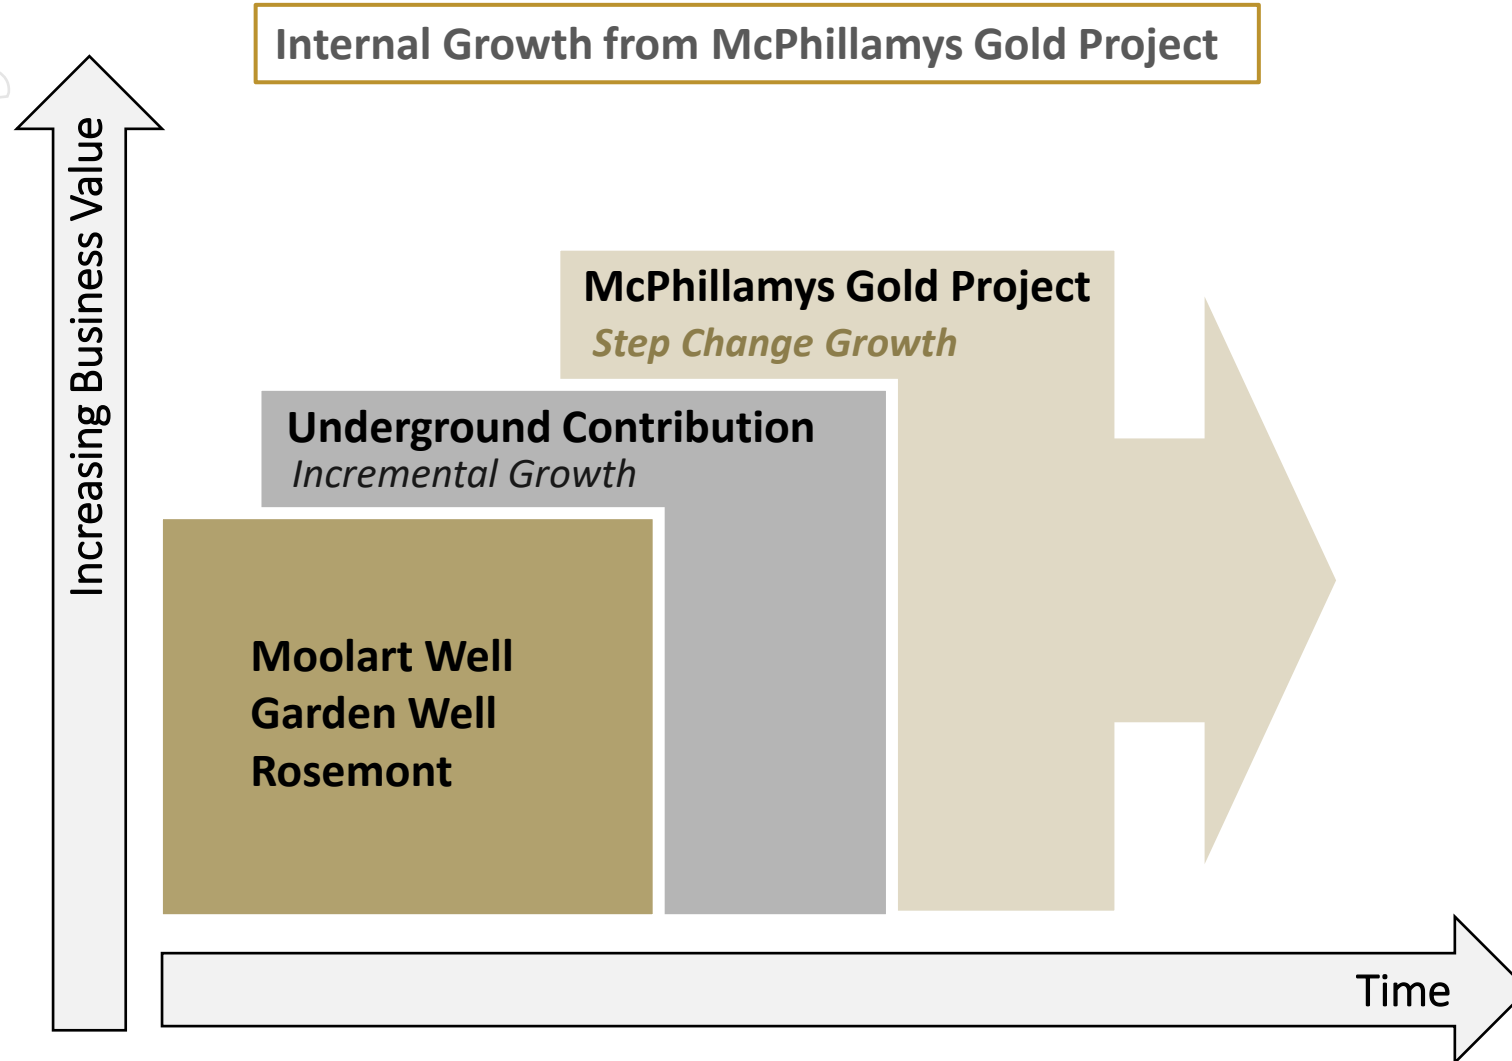 Internal Growth from McPhillamys Gold Project
Increasing Business Value
McPhillamys Gold Project
Step Change Growth
Underground Contribution
Incremental Growth
Moolart Well
Garden Well
Rosemont
Time